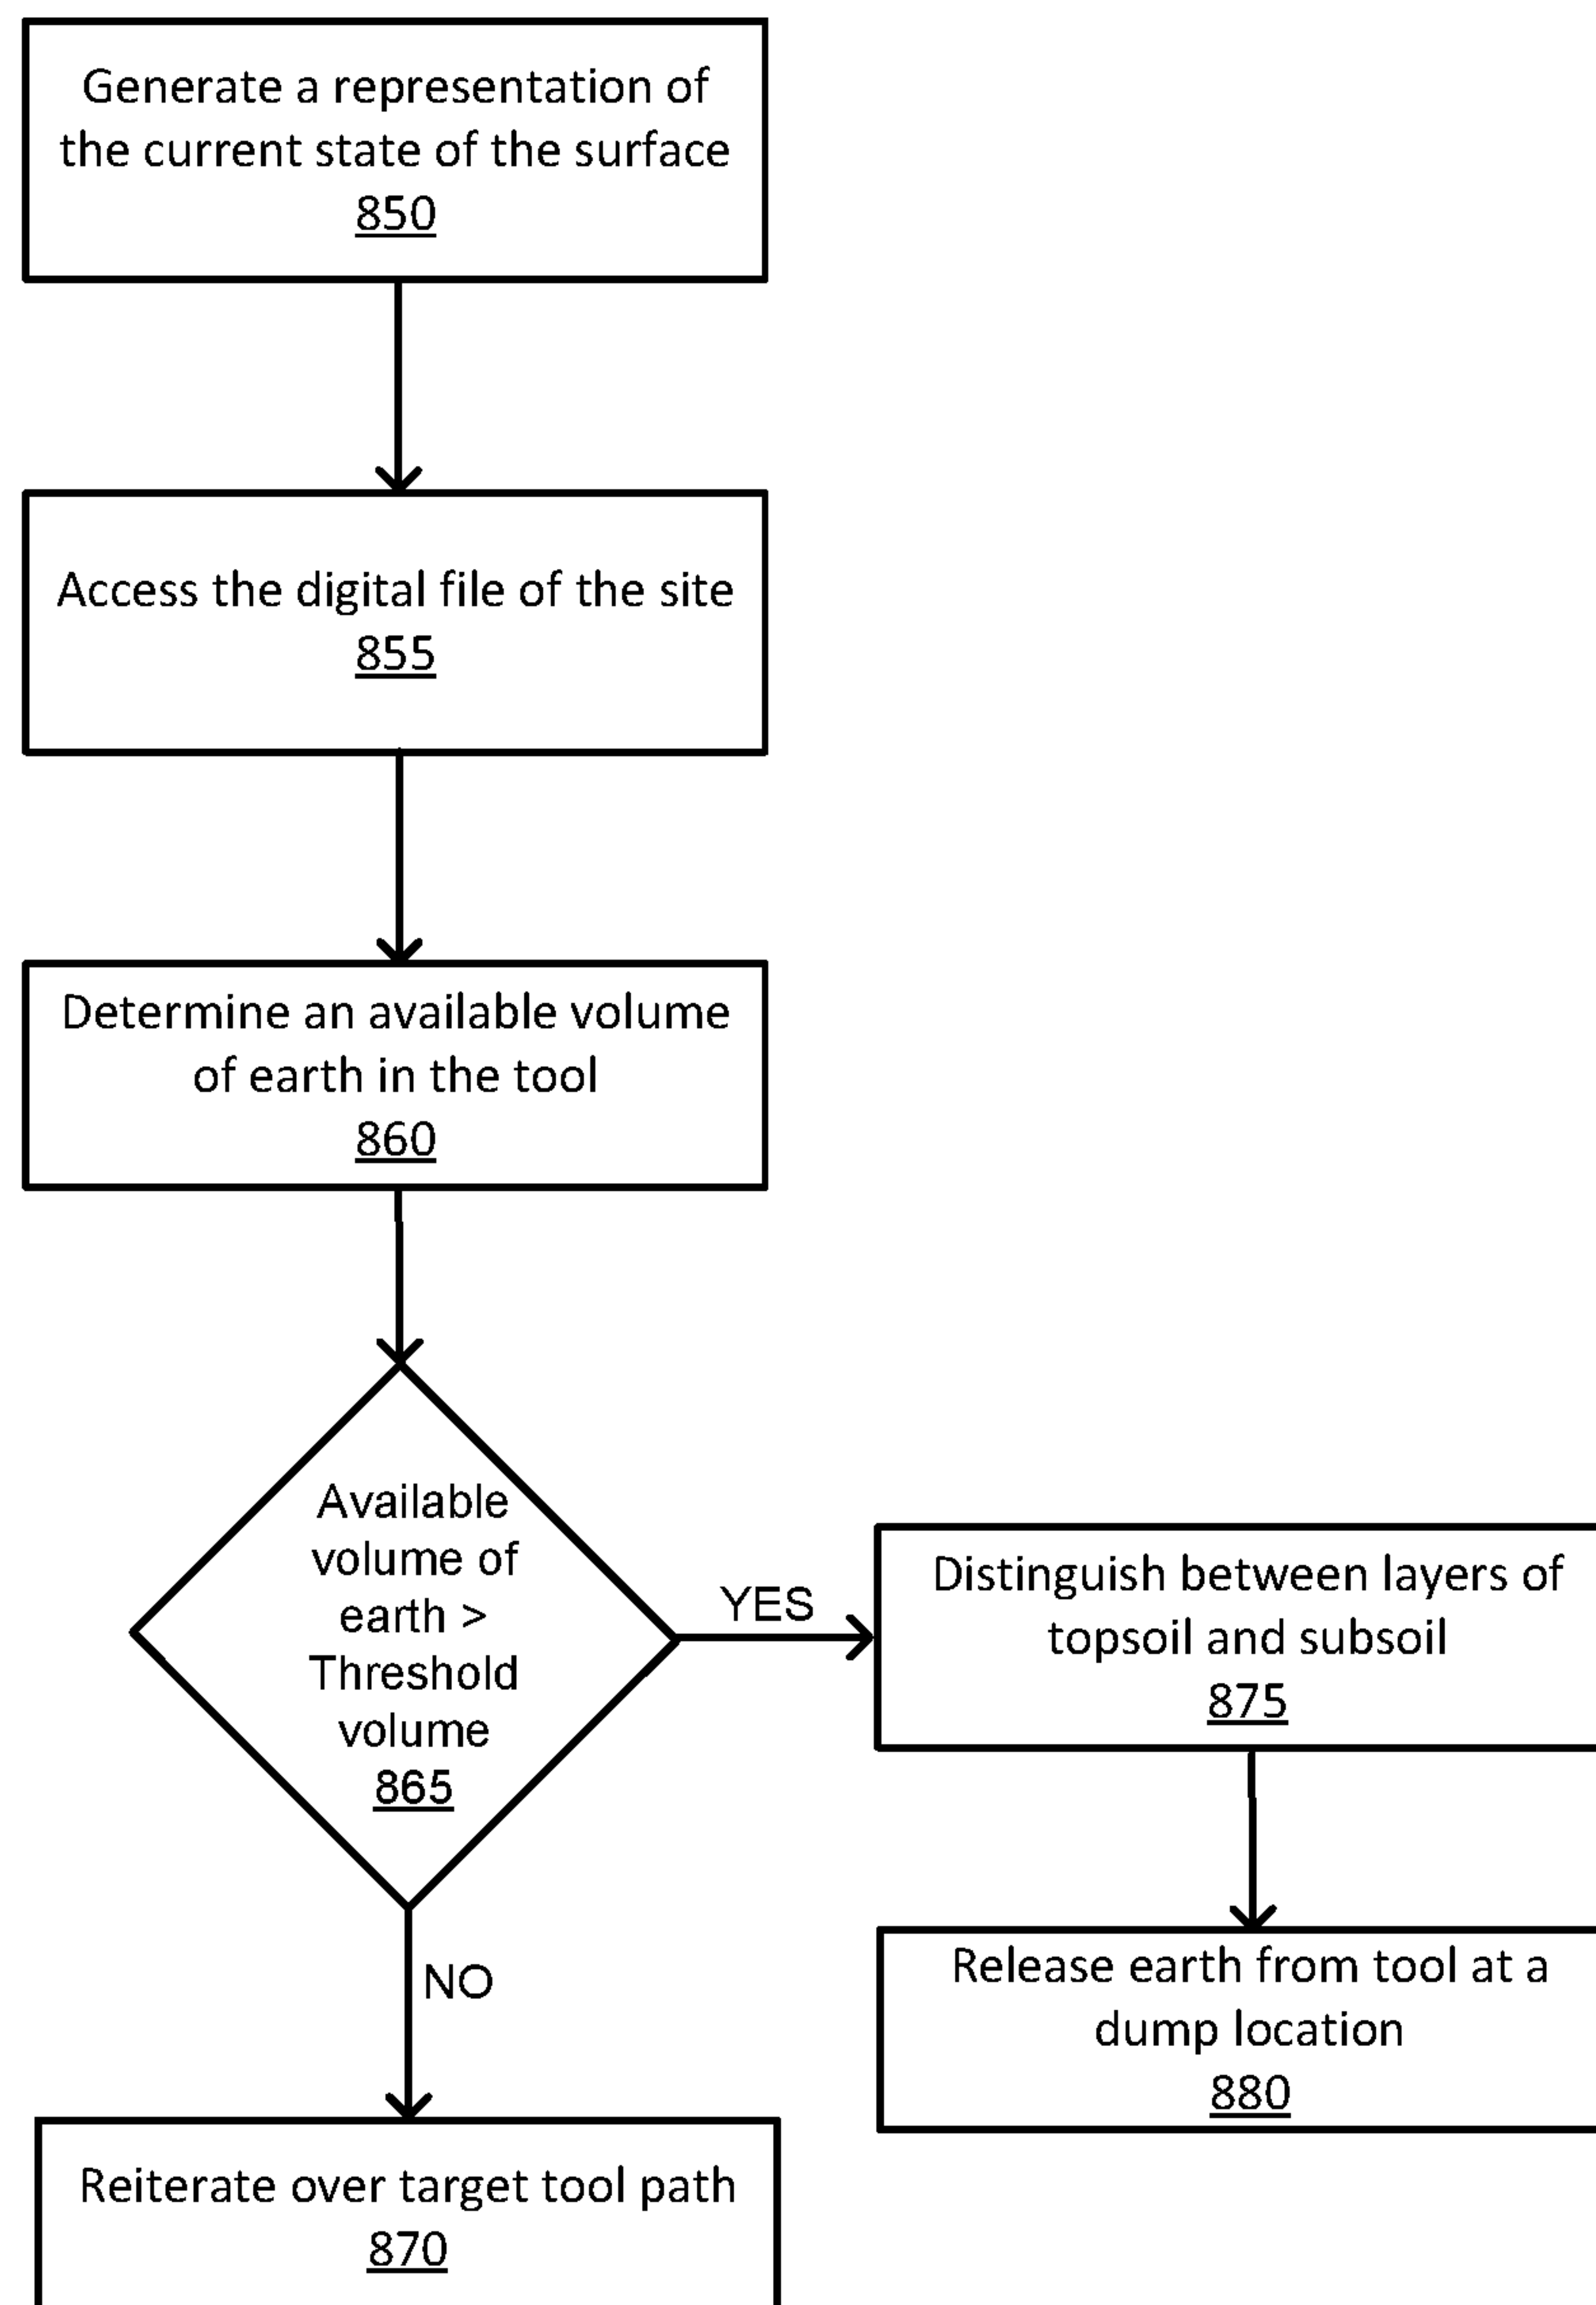 Generate a representation of
the current state of the surface
850
Access the digital file of the site
855
Determine an available volume
of earth in the tool
860
Available
volume of
earth >
Threshold
volume
865
YES
Distinguish between layers of
topsoil and subsoil
875
Release earth from tool at a
dump location
880
NO
Reiterate over target tool path
870